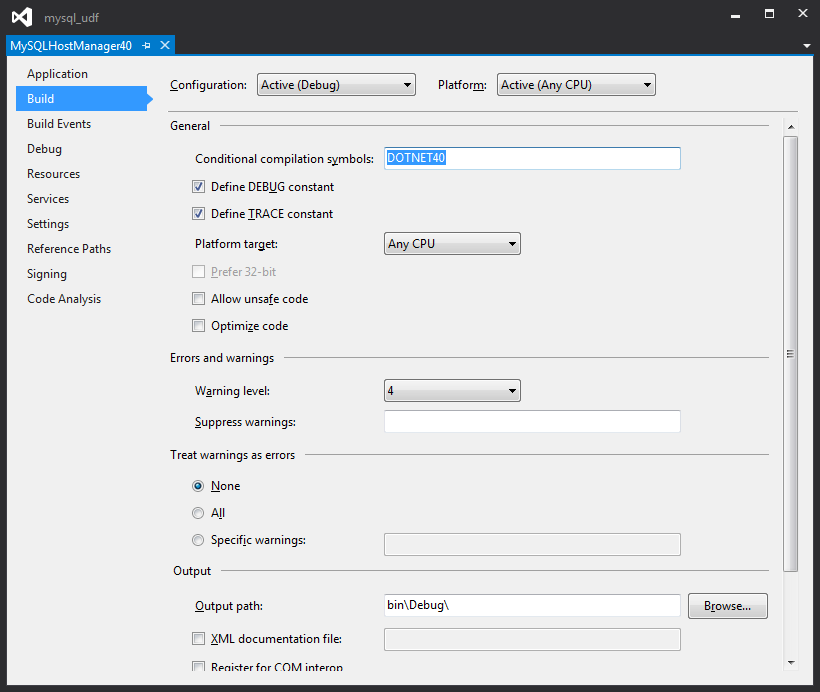 mysql_udf
MySQLHostManager40
Application
Build
Build Events
Debug
Resources
Services
Settings
Reference Paths
Signing
Code Analysis
Configuration: Active (Debug) Platform: Active (Any CPU)
General
Conditional compilation symbols: DOTNET40
Define DEBUG constant
Define TRACE constant
Platform target: Any CPU
Prefer 32-bit
Allow unsafe code
Optimize code
Errors and warnings
Warning level: 4
Suppress warnings:
Treat warnings as errors
None
All
Specific warnings:
Output
Output path: bin\Debug\ Browse...
XML documentation file:
Register for COM interop